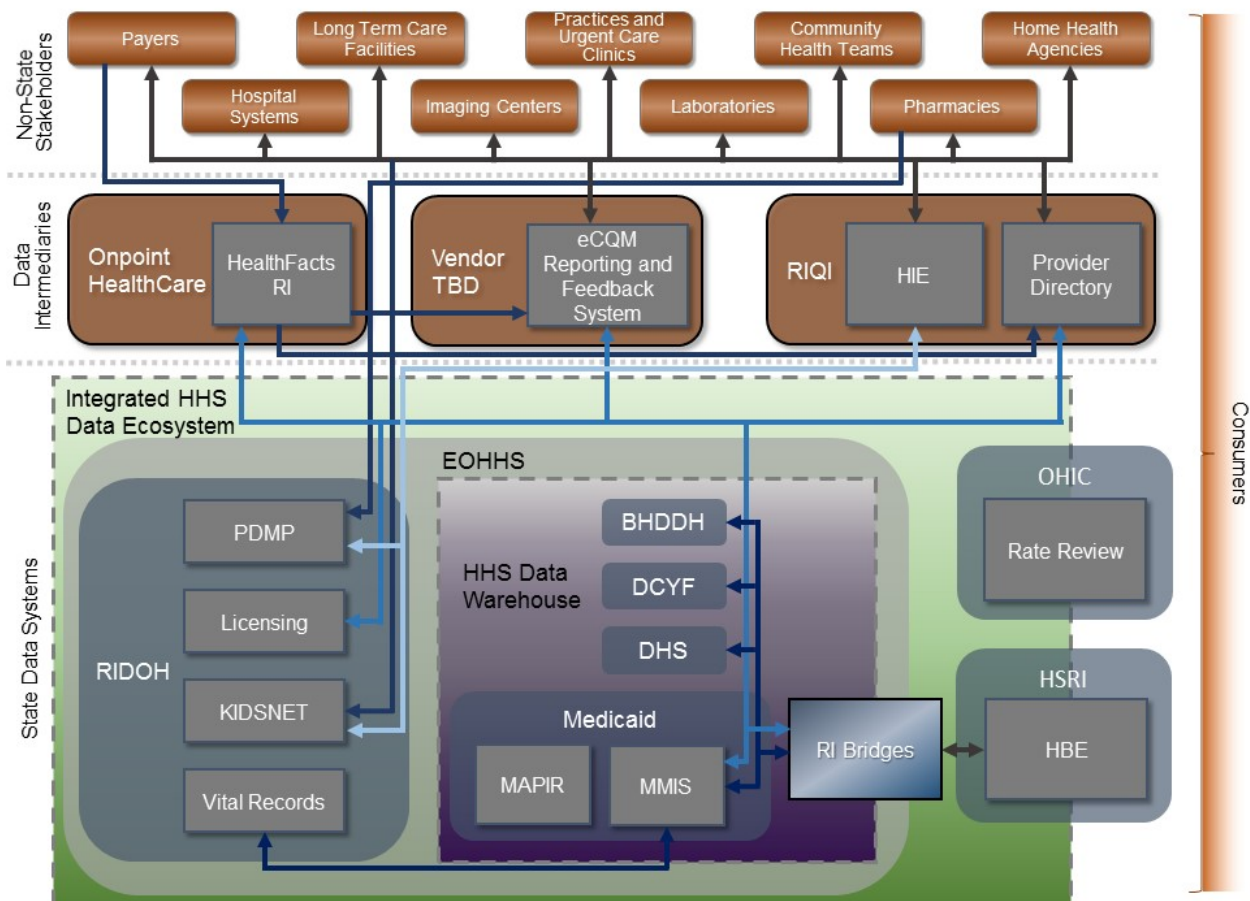 Non-State
Stakeholders
Payers
Long Term Care
Facilities
Practices and
Urgent Care
Clinics
Community
Health Teams
Home Health
Agencies
Hospital
Systems
Imaging Centers
Laboratories
Pharmacies
Data
Intermediaries
Onpoint
HealthCare
HealthFacts
RI
Vendor
TBD
eCQM
Reporting and
Feedback
System
RIQI
HIE
Provider
Directory
State Data Systems
Integrated HHS
Data Ecosystem
EOHHS
RIDOH
PDMP
Licensing
KIDSNET
Vital Records
HHS Data
Warehouse
BHDDH
DCYF
DHS
Medicaid
MAPIR
MMIS
RI Bridges
OHIC
Rate Review
HSRI
HBE
Consumers